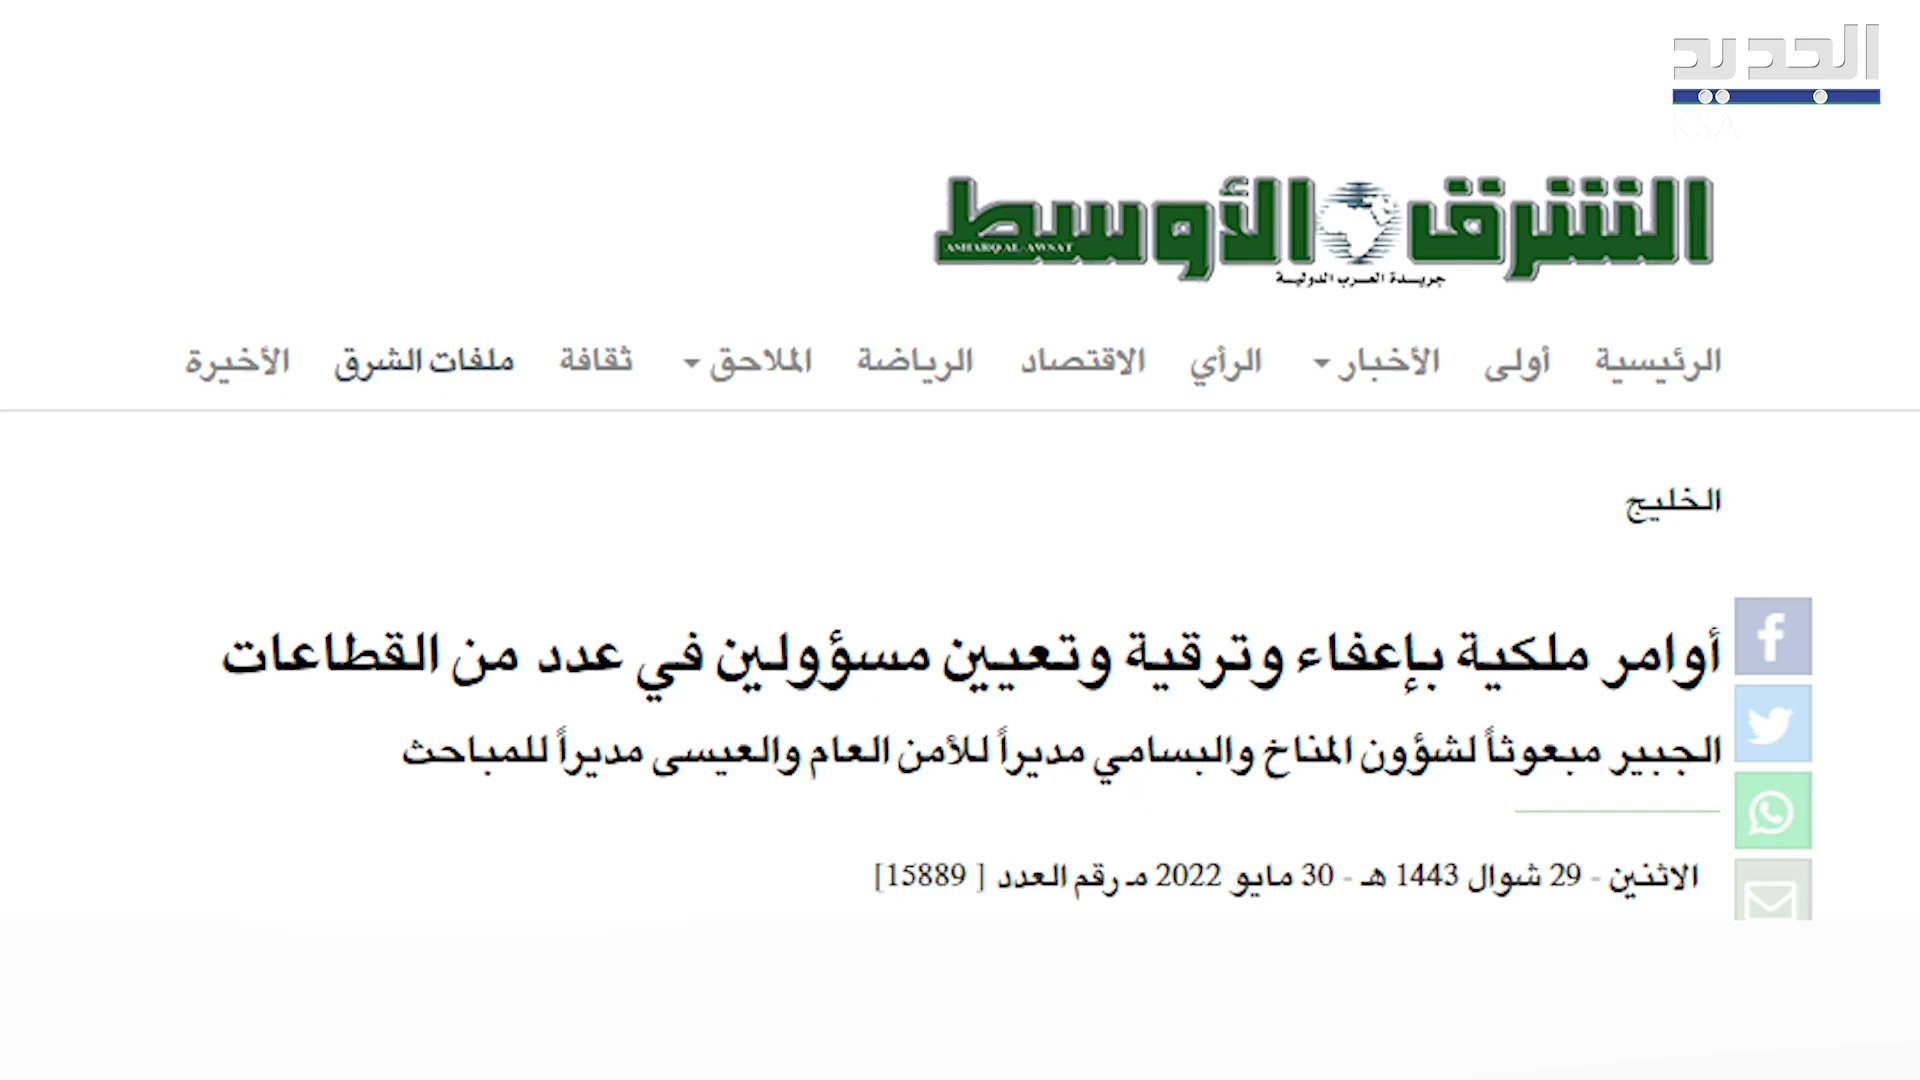 الجديد
KSA
الشرق الأوسط
ASHARQ AL-AWSAT
جريدة العرب الدولية
الرئيسية أولى الأخبار الرأي الاقتصاد الرياضة الملاحق ثقافة ملفات الشرق الأخيرة
الخليج
أوامر ملكية بإعفاء وترقية وتعيين مسؤولين في عدد من القطاعات
الجبير مبعوثاً لشؤون المناخ والبسامي مديراً للأمن العام والعيسى مديراً للمباحث
الاثنين - 29 شوال 1443 هـ - 30 مايو 2022 مـ رقم العدد [ 15889]